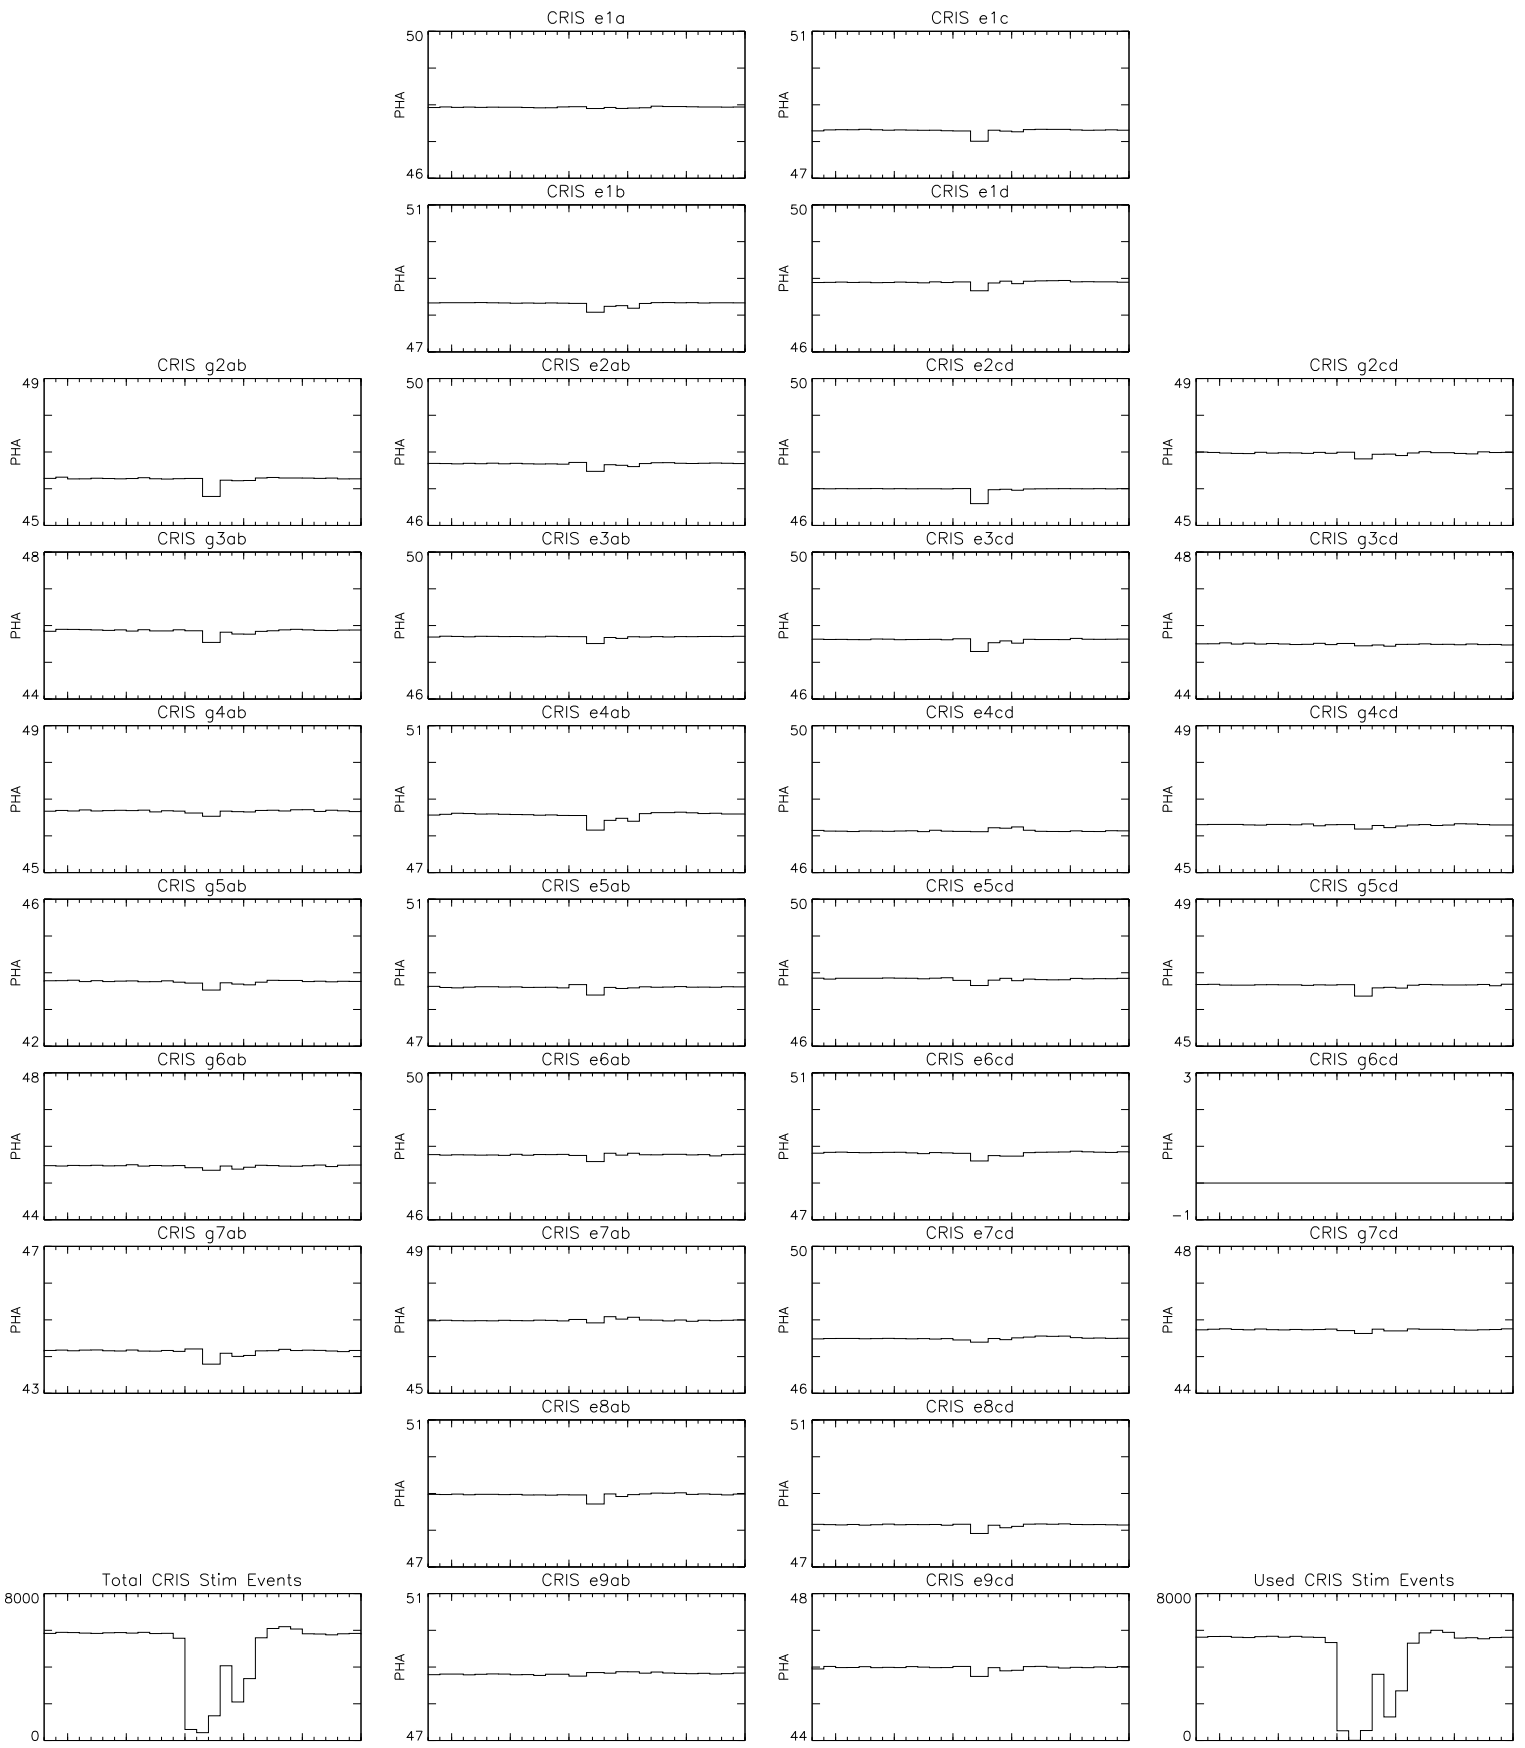 CRIS e1a
50
PHA
46
CRIS e1c
51
PHA
47
CRIS e1b
51
PHA
47
CRIS e1d
50
PHA
46
CRIS g2ab
49
PHA
45
CRIS e2ab
50
PHA
46
CRIS e2cd
50
PHA
46
CRIS g2cd
49
PHA
45
CRIS g3ab
48
PHA
44
CRIS e3ab
50
PHA
46
CRIS e3cd
50
PHA
46
CRIS g3cd
48
PHA
44
CRIS g4ab
49
PHA
45
CRIS e4ab
51
PHA
47
CRIS e4cd
50
PHA
46
CRIS g4cd
49
PHA
45
CRIS g5ab
46
PHA
42
CRIS e5ab
51
PHA
47
CRIS e5cd
50
PHA
46
CRIS g5cd
49
PHA
45
CRIS g6ab
48
PHA
44
CRIS e6ab
50
PHA
46
CRIS e6cd
51
PHA
47
CRIS g6cd
3
PHA
-1
CRIS g7ab
47
PHA
43
CRIS e7ab
49
PHA
45
CRIS e7cd
50
PHA
46
CRIS g7cd
48
PHA
44
CRIS e8ab
51
PHA
47
CRIS e8cd
51
PHA
47
Total CRIS Stim Events
8000
0
CRIS e9ab
51
PHA
47
CRIS e9cd
48
PHA
44
Used CRIS Stim Events
8000
0